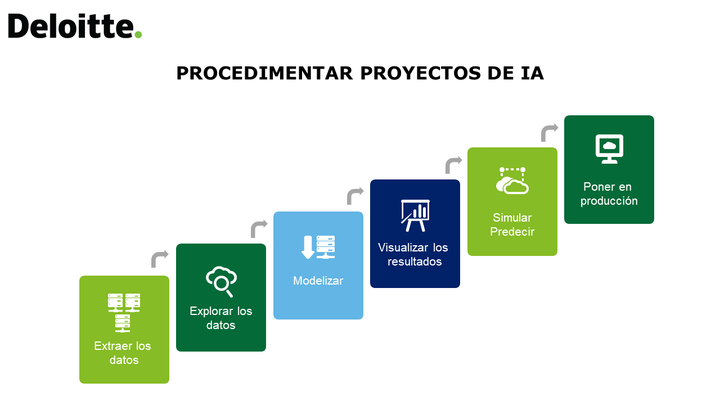 Deloitte.
PROCEDIMENTAR PROYECTOS DE IA
Extraer los
datos
Explorar los
datos
Modelizar
Visualizar los
resultados
Simular
Predecir
Poner en
producción